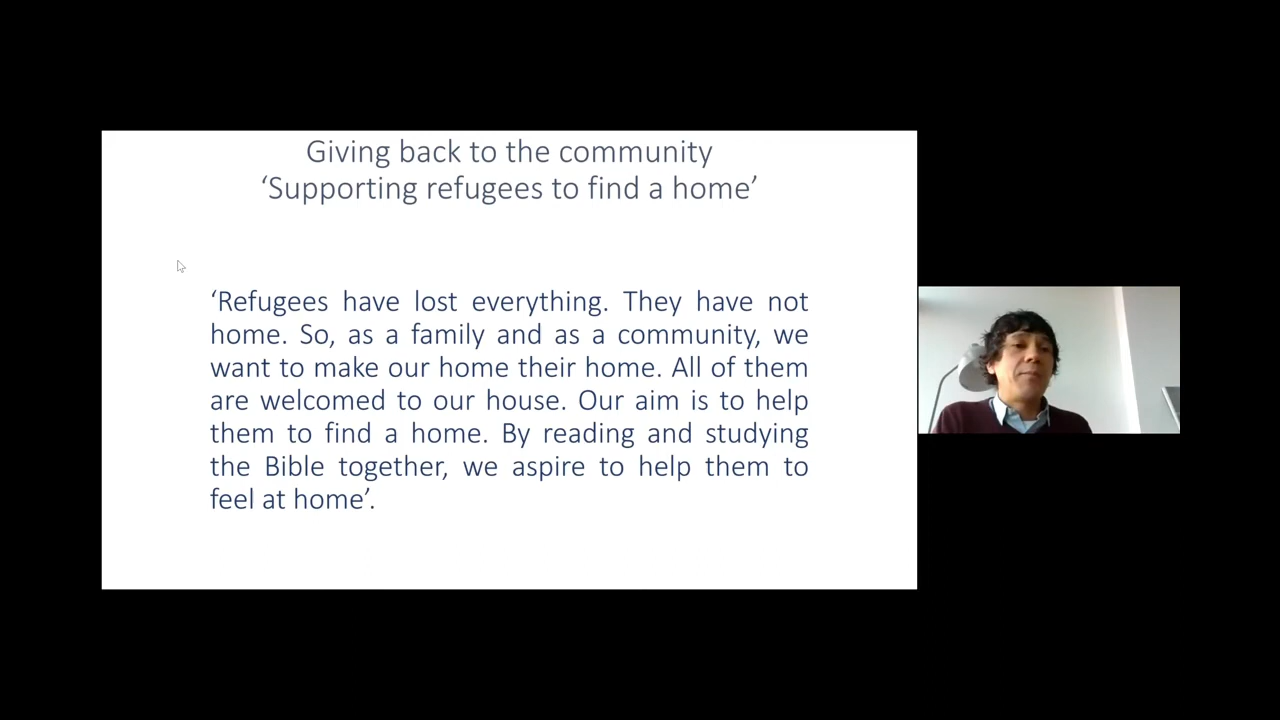 Giving back to the community
‘Supporting refugees to find a home’
‘Refugees have lost everything. They have not
home. So, as a family and as a community, we
want to make our home their home. All of them
are welcomed to our house. Our aim is to help
them to find a home. By reading and studying
the Bible together, we aspire to help them to
feel at home’.